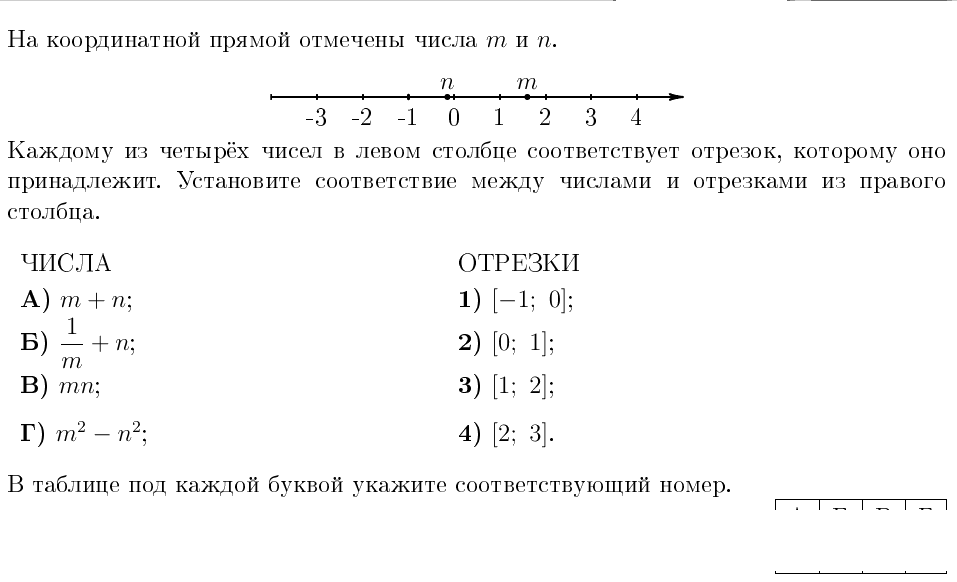 На координатной прямой отмечены числа m и n.
n m
-3 -2 -1 0 1 2 3 4
Каждому из четырёх чисел в левом столбце соответствует отрезок, которому оно
принадлежит. Установите соответствие между числами и отрезками из правого
столбца.
ЧИСЛА ОТРЕЗКИ
А) m + n; 1) [−1; 0];
Б) 1/m + n; 2) [0; 1];
В) mn; 3) [1; 2];
Г) m² − n²; 4) [2; 3].
В таблице под каждой буквой укажите соответствующий номер.